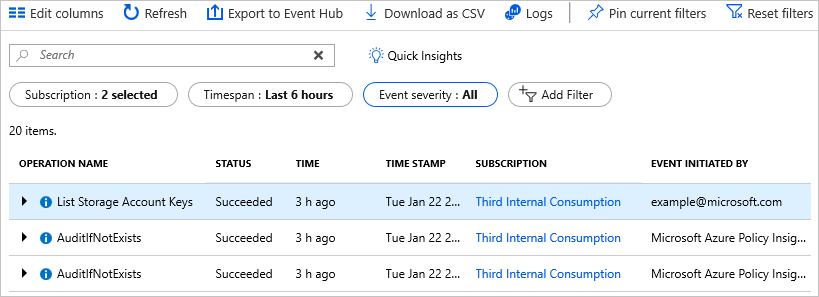 Edit columns Refresh Export to Event Hub Download as CSV Logs Pin current filters Reset filters
Search Quick Insights
Subscription : 2 selected Timespan : Last 6 hours Event severity : All Add Filter
20 items.
OPERATION NAME STATUS TIME TIME STAMP SUBSCRIPTION EVENT INITIATED BY
List Storage Account Keys Succeeded 3 h ago Tue Jan 22 2... Third Internal Consumption example@microsoft.com
AuditIfNotExists Succeeded 3 h ago Tue Jan 22 2... Third Internal Consumption Microsoft Azure Policy Insig...
AuditIfNotExists Succeeded 3 h ago Tue Jan 22 2... Third Internal Consumption Microsoft Azure Policy Insig...